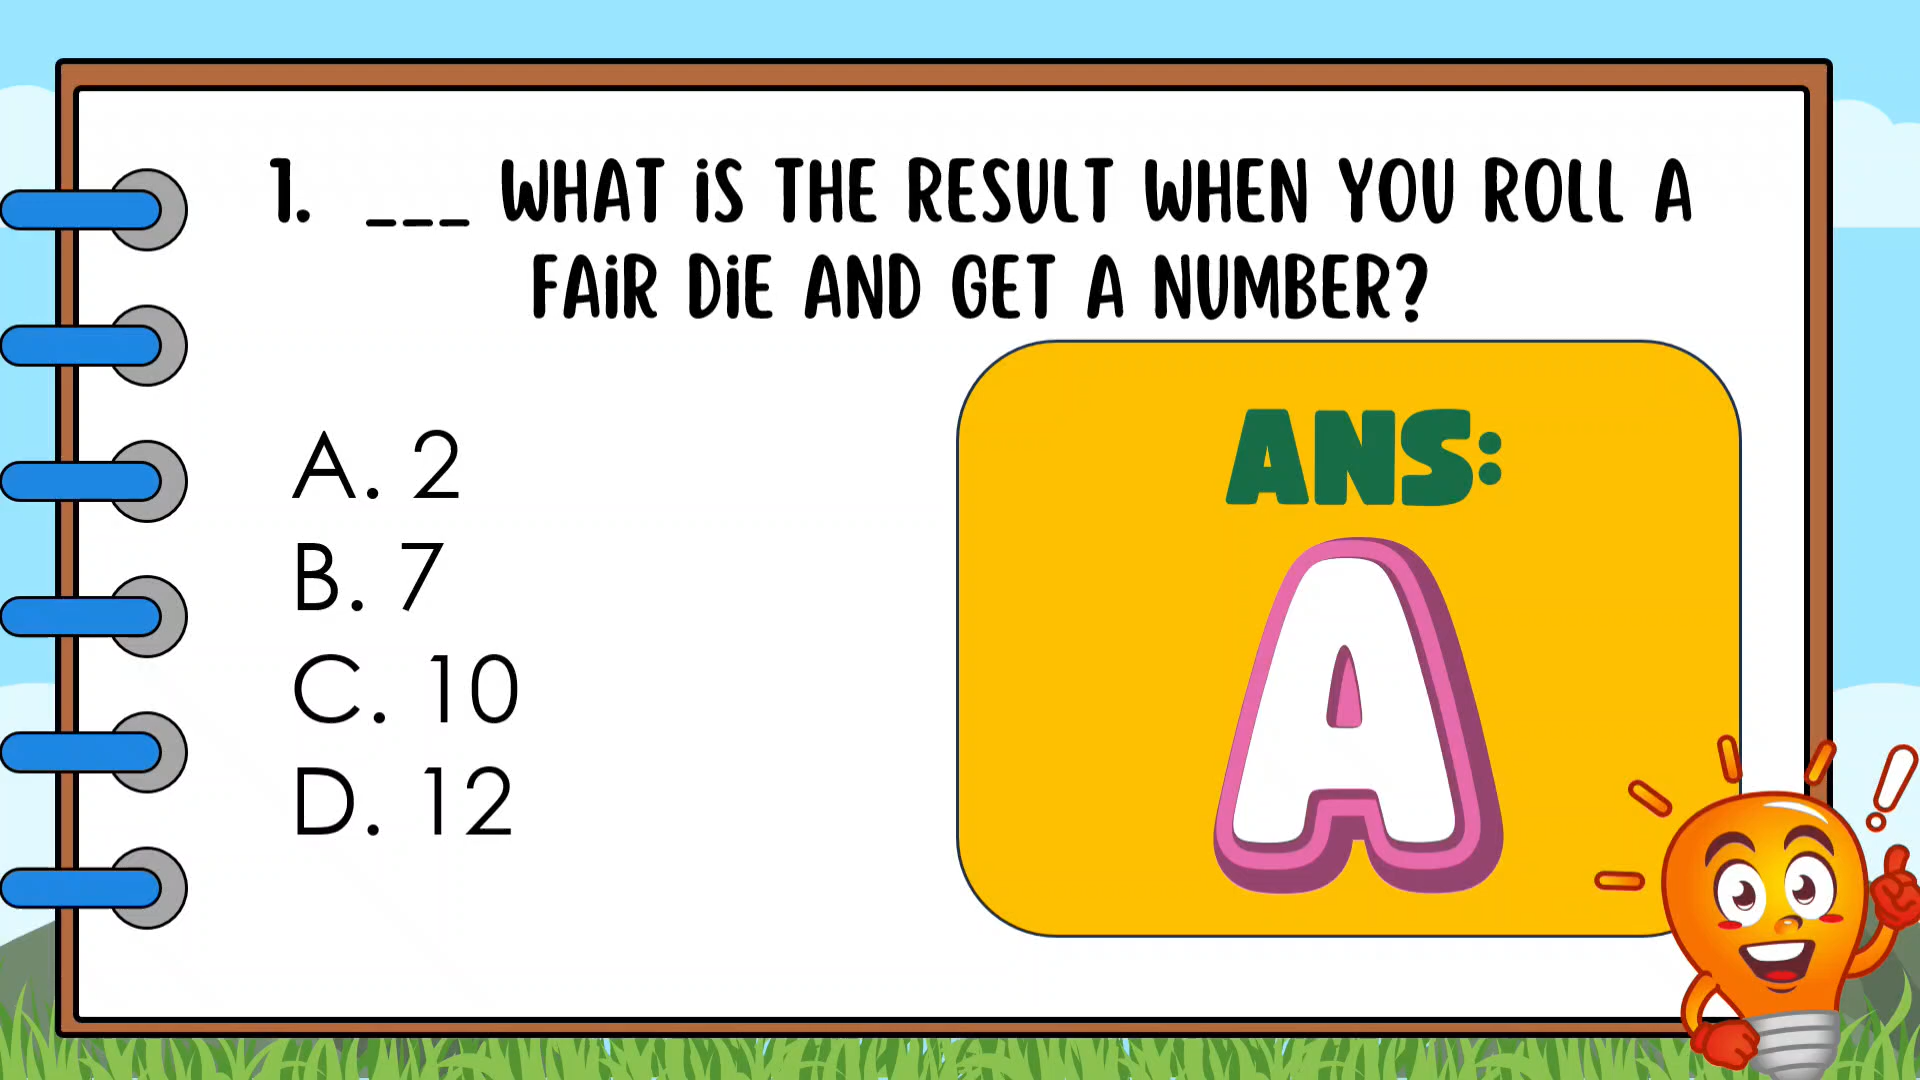 1. ___ WHAT iS THE RESULT WHEN YOU ROLL A
FAiR DiE AND GET A NUMBER?
A. 2
B. 7
C. 10
D. 12
ANS:
A